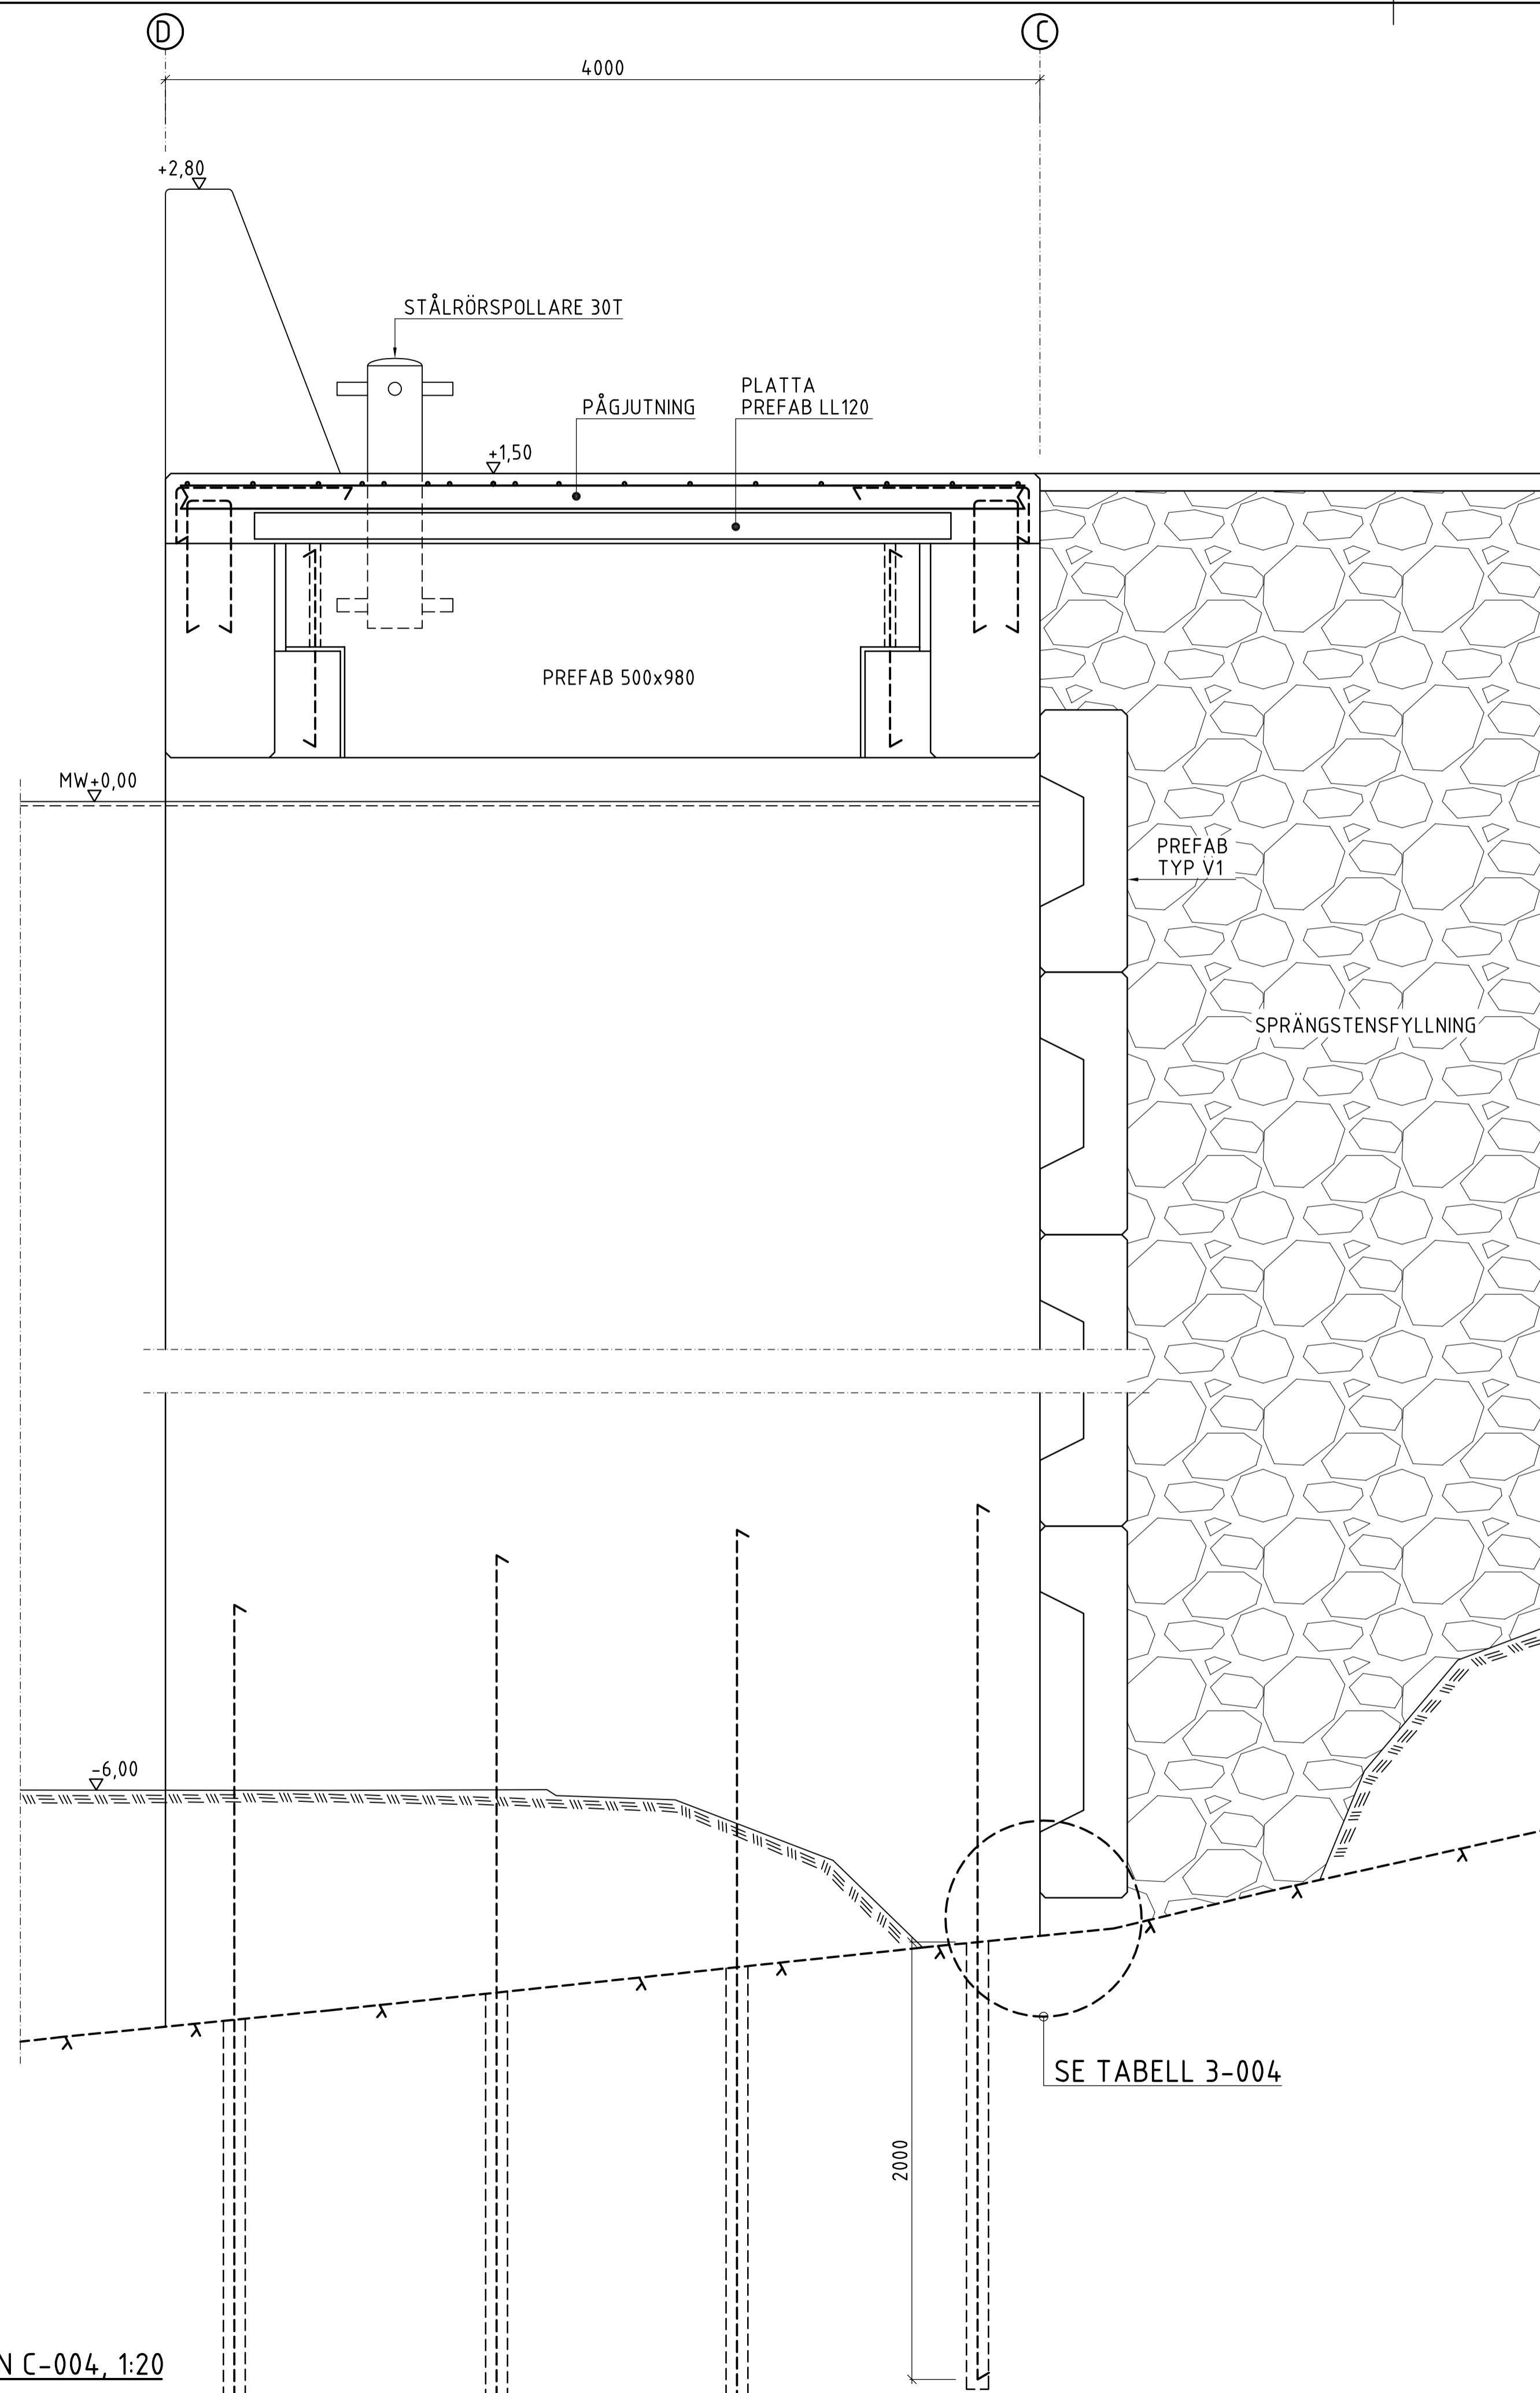 D
C
4000
+2,80
STÅLRÖRSPOLLARE 30T
PLATTA
PÅGJUTNING
PREFAB LL120
+1,50
PREFAB 500x980
MW+0,00
PREFAB
TYP V1
SPRÄNGSTENSFYLLNING
-6,00
SE TABELL 3-004
2000
N C-004, 1:20